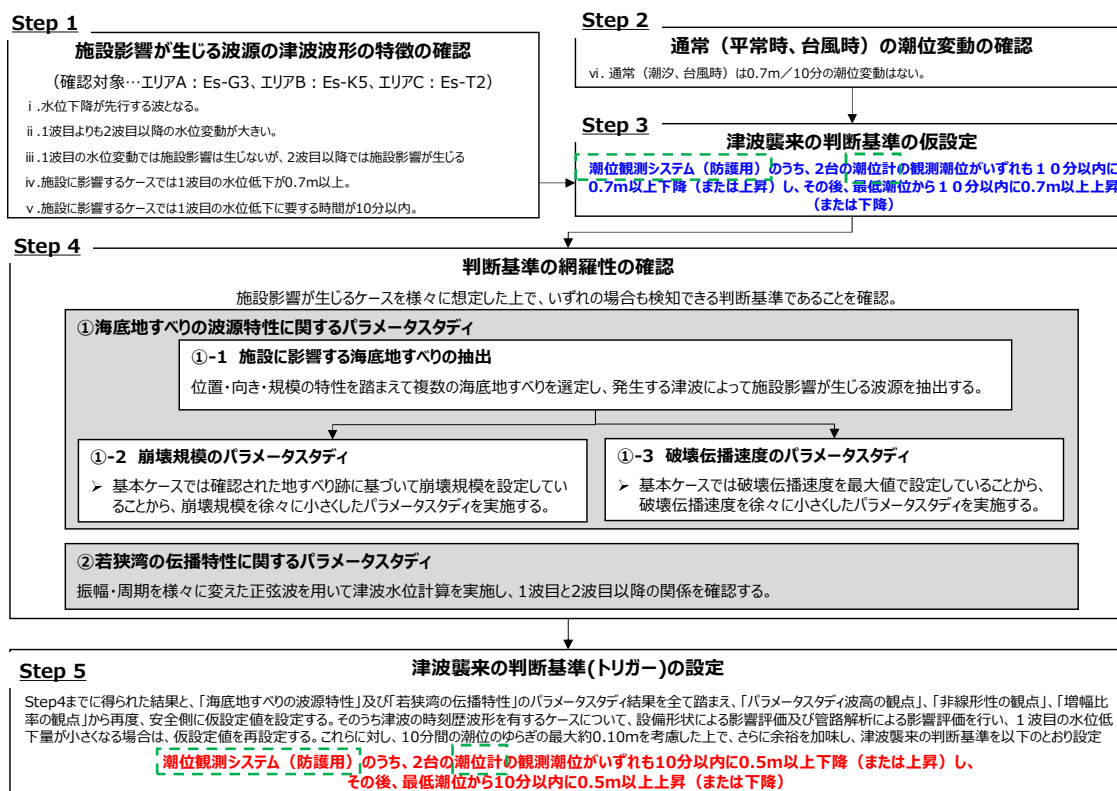 Step 1
施設影響が生じる波源の津波波形の特徴の確認
（確認対象…エリアA：Es-G3、エリアB：Es-K5、エリアC：Es-T2）
ⅰ.水位下降が先行する波となる。
ⅱ.1波目よりも2波目以降の水位変動が大きい。
ⅲ.1波目の水位変動では施設影響は生じないが、2波目以降では施設影響が生じる
ⅳ.施設に影響するケースでは1波目の水位低下が0.7m以上。
ⅴ.施設に影響するケースでは1波目の水位低下に要する時間が10分以内。
Step 2
通常（平常時、台風時）の潮位変動の確認
ⅵ.通常（潮汐、台風時）は0.7m／10分の潮位変動はない。
Step 3
津波襲来の判断基準の仮設定
潮位観測システム（防護用）のうち、2台の潮位計の観測潮位がいずれも１０分以内に
0.7m以上下降（または上昇）し、その後、最低潮位から１０分以内に0.7m以上上昇
（または下降）
Step 4
判断基準の網羅性の確認
施設影響が生じるケースを様々に想定した上で、いずれの場合も検知できる判断基準であることを確認。
①海底地すべりの波源特性に関するパラメータスタディ
①-1 施設に影響する海底地すべりの抽出
位置・向き・規模の特性を踏まえて複数の海底地すべりを選定し、発生する津波によって施設影響が生じる波源を抽出する。
①-2 崩壊規模のパラメータスタディ
➢ 基本ケースでは確認された地すべり跡に基づいて崩壊規模を設定してい
ることから、崩壊規模を徐々に小さくしたパラメータスタディを実施する。
①-3 破壊伝播速度のパラメータスタディ
➢ 基本ケースでは破壊伝播速度を最大値で設定していることから、
破壊伝播速度を徐々に小さくしたパラメータスタディを実施する。
②若狭湾の伝播特性に関するパラメータスタディ
振幅・周期を様々に変えた正弦波を用いて津波水位計算を実施し、1波目と2波目以降の関係を確認する。
Step 5
津波襲来の判断基準(トリガー)の設定
Step4までに得られた結果と、「海底地すべりの波源特性」及び「若狭湾の伝播特性」のパラメータスタディ結果を全て踏まえ、「パラメータスタディ波高の観点」、「非線形性の観点」、「増幅比
率の観点」から再度、安全側に仮設定値を設定する。そのうち津波の時刻歴波形を有するケースについて、設備形状による影響評価及び管路解析による影響評価を行い、１波目の水位低
下量が小さくなる場合は、仮設定値を再設定する。これらに対し、10分間の潮位のゆらぎの最大約0.10mを考慮した上で、さらに余裕を加味し、津波襲来の判断基準を以下のとおり設定
潮位観測システム（防護用）のうち、2台の潮位計の観測潮位がいずれも10分以内に0.5m以上下降（または上昇）し、
その後、最低潮位から10分以内に0.5m以上上昇（または下降）